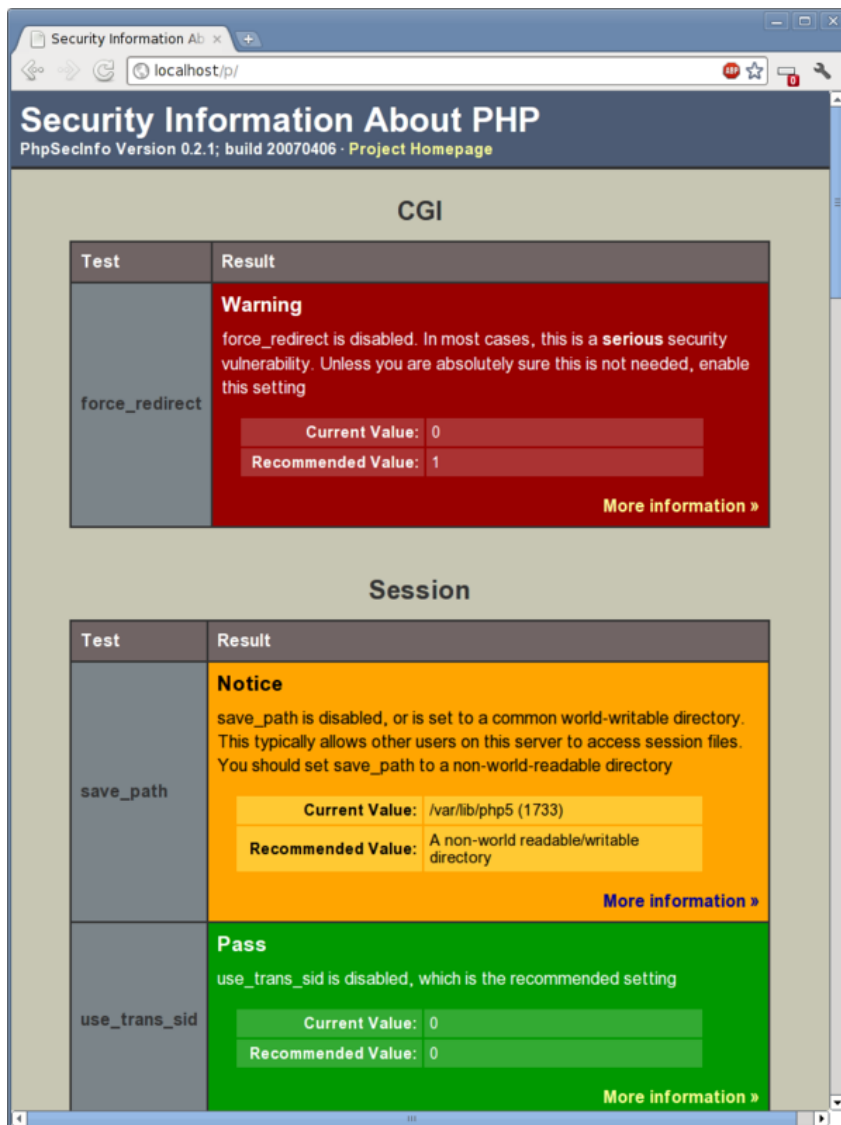 Security Information Ab
localhost/p/
ABP
0
Security Information About PHP
PhpSecInfo Version 0.2.1; build 20070406 · Project Homepage
CGI
Test Result
Warning
force_redirect is disabled. In most cases, this is a serious security
vulnerability. Unless you are absolutely sure this is not needed, enable
this setting
force_redirect
Current Value: 0
Recommended Value: 1
More information »
Session
Test Result
Notice
save_path is disabled, or is set to a common world-writable directory.
This typically allows other users on this server to access session files.
You should set save_path to a non-world-readable directory
save_path
Current Value: /var/lib/php5 (1733)
Recommended Value: A non-world readable/writable
directory
More information »
Pass
use_trans_sid is disabled, which is the recommended setting
use_trans_sid
Current Value: 0
Recommended Value: 0
More information »